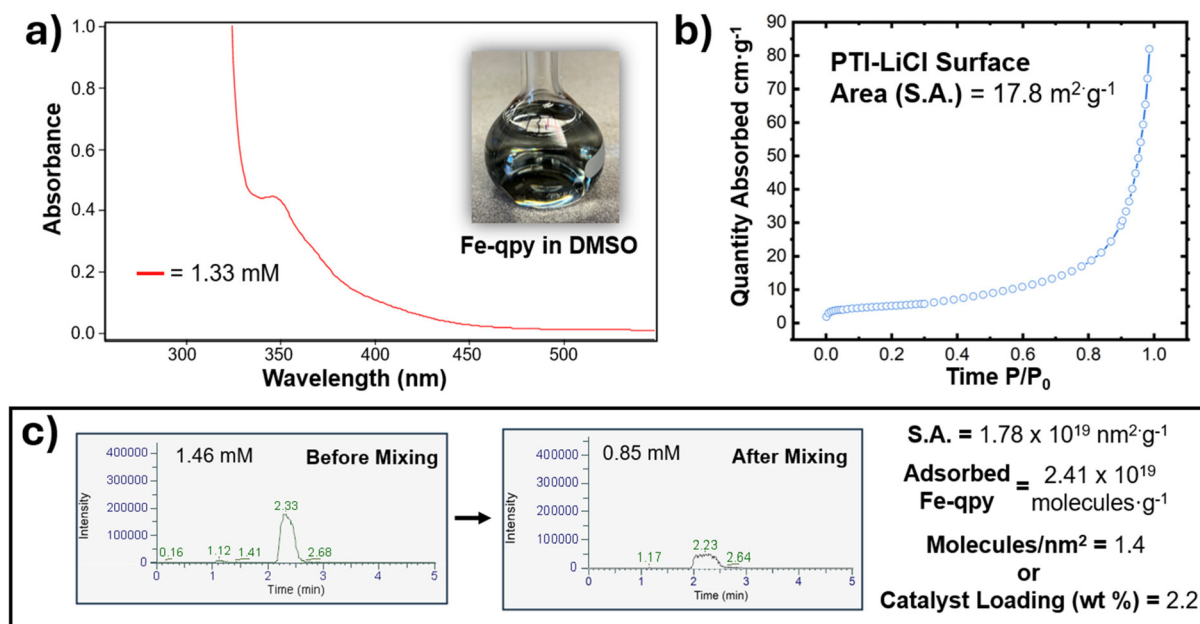 a)
1.0
0.8
0.6
0.4
0.2
0.0
Absorbance
= 1.33 mM
Fe-qpy in DMSO
300 350 400 450 500
Wavelength (nm)
b)
90
80
70
60
50
40
30
20
10
0
Quantity Absorbed cm·g⁻¹
PTI-LiCl Surface
Area (S.A.) = 17.8 m²·g⁻¹
0.0 0.2 0.4 0.6 0.8 1.0
Time P/P₀
c)
400000
300000
200000
100000
0
Intensity
1.46 mM
Before Mixing
2.33
0.16 1.12 1.41 2.68
0 1 2 3 4 5
Time (min)
400000
300000
200000
100000
0
Intensity
0.85 mM
After Mixing
1.17 2.23 2.64
0 1 2 3 4 5
Time (min)
S.A. = 1.78 x 10¹⁹ nm²·g⁻¹
Adsorbed
Fe-qpy
= 2.41 x 10¹⁹
molecules·g⁻¹
Molecules/nm² = 1.4
or
Catalyst Loading (wt %) = 2.2